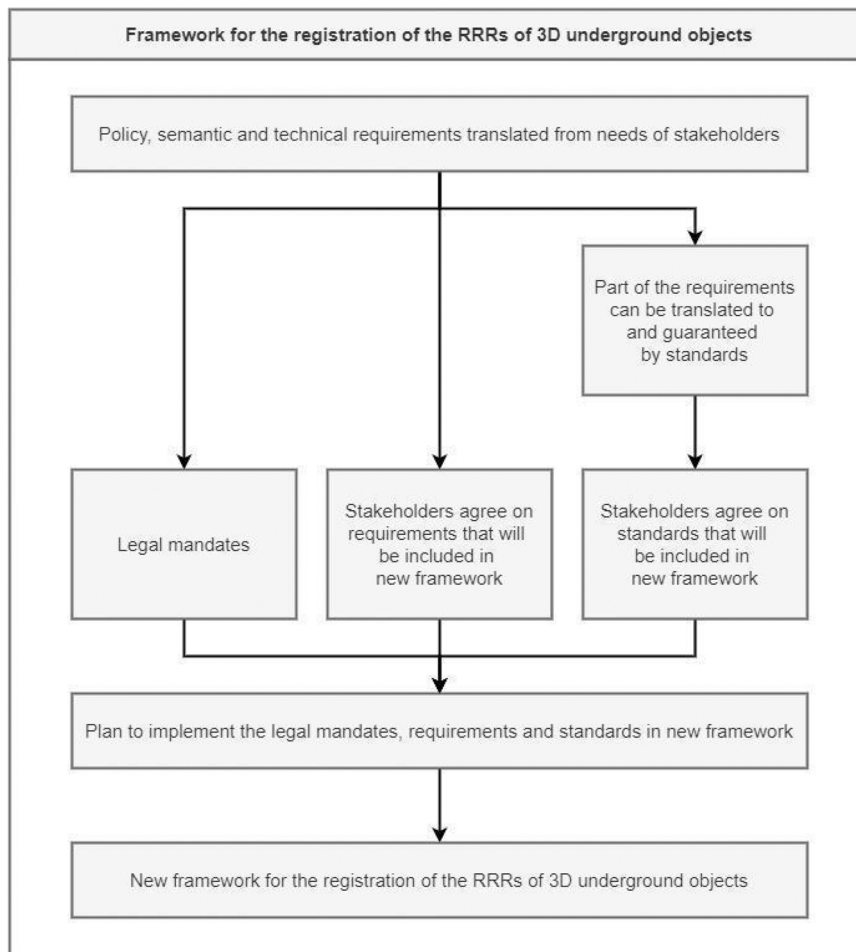 Framework for the registration of the RRRs of 3D underground objects
Policy, semantic and technical requirements translated from needs of stakeholders
Part of the requirements
can be translated to
and guaranteed
by standards
Legal mandates
Stakeholders agree on
requirements that will
be included in
new framework
Stakeholders agree on
standards that will
be included in
new framework
Plan to implement the legal mandates, requirements and standards in new framework
New framework for the registration of the RRRs of 3D underground objects